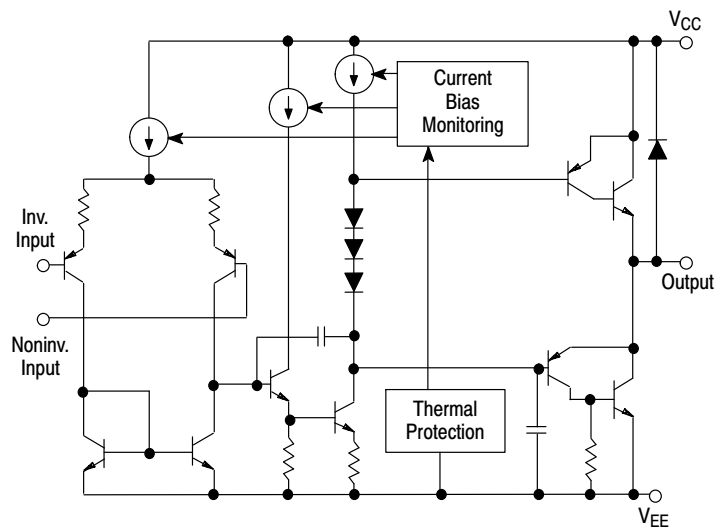 VCC
Current
Bias
Monitoring
Inv.
Input
Output
Noninv.
Input
Thermal
Protection
VEE